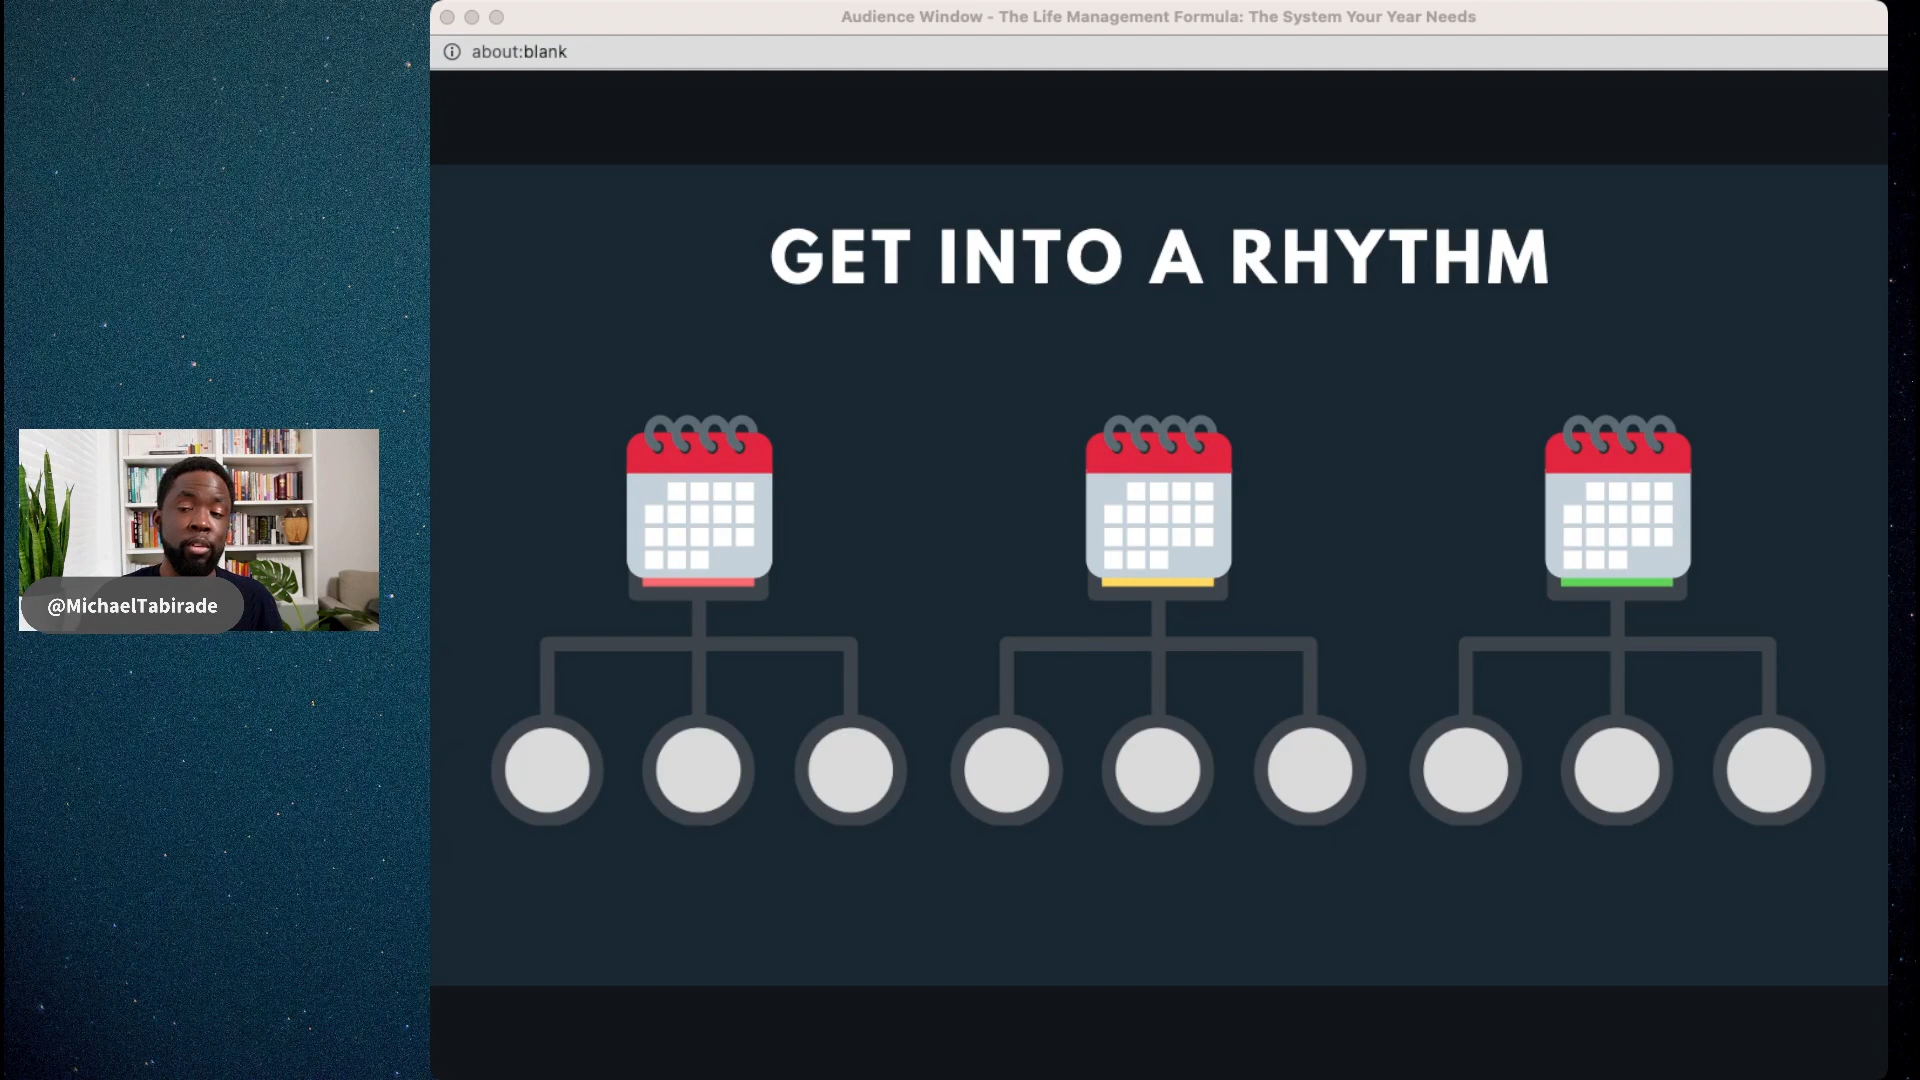 Audience Window - The Life Management Formula: The System Your Year Needs
about:blank
GET INTO A RHYTHM
@MichaelTabirade